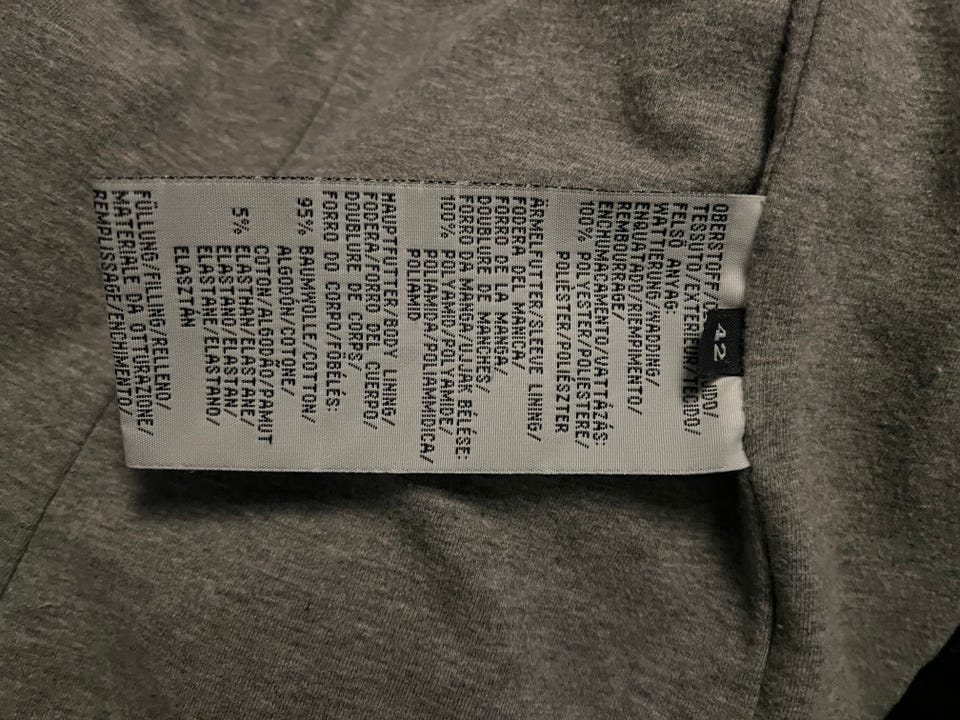 42
OBERSTOFF/
TESSUTO/EXTERIOR/TECIDO/
FELSŐ ANYAG:
WATTIERUNG/WADDING/
ENGUATADO/RIEMPIMENTO/
REMBOURRAGE/
ENCHUMAÇAMENTO/VATTÁZÁS:
100% POLYESTER/POLIESTERE/
POLIÉSTER/POLIÉSZTER
ÄRMELFUTTER/SLEEVE LINING/
FODERA DEL MANICA/
FORRO DE LA MANGA/
DOUBLURE DE MANCHES/
FORRO DA MANGA/UJJAK BÉLÉSE:
100% POLYAMID/POLYAMIDE/
POLIAMIDA/POLIAMMIDICA/
POLIAMID
HAUPTFUTTER/BODY LINING/
FODERA/FORRO DEL CUERPO/
DOUBLURE DE CORPS/
FORRO DO CORPO/FŐBÉLÉS:
95% BAUMWOLLE/COTTON/
ALGODÓN/COTONE/
COTON/ALGODÃO/PAMUT
5% ELASTHAN/ELASTANE/
ELASTANO/ELASTAN/
ELASTANE/ELASTANO/
ELASZTÁN
FÜLLUNG/FILLING/RELLENO/
MATERIALE DA OTTURAZIONE/
REMPLISSAGE/ENCHIMENTO/